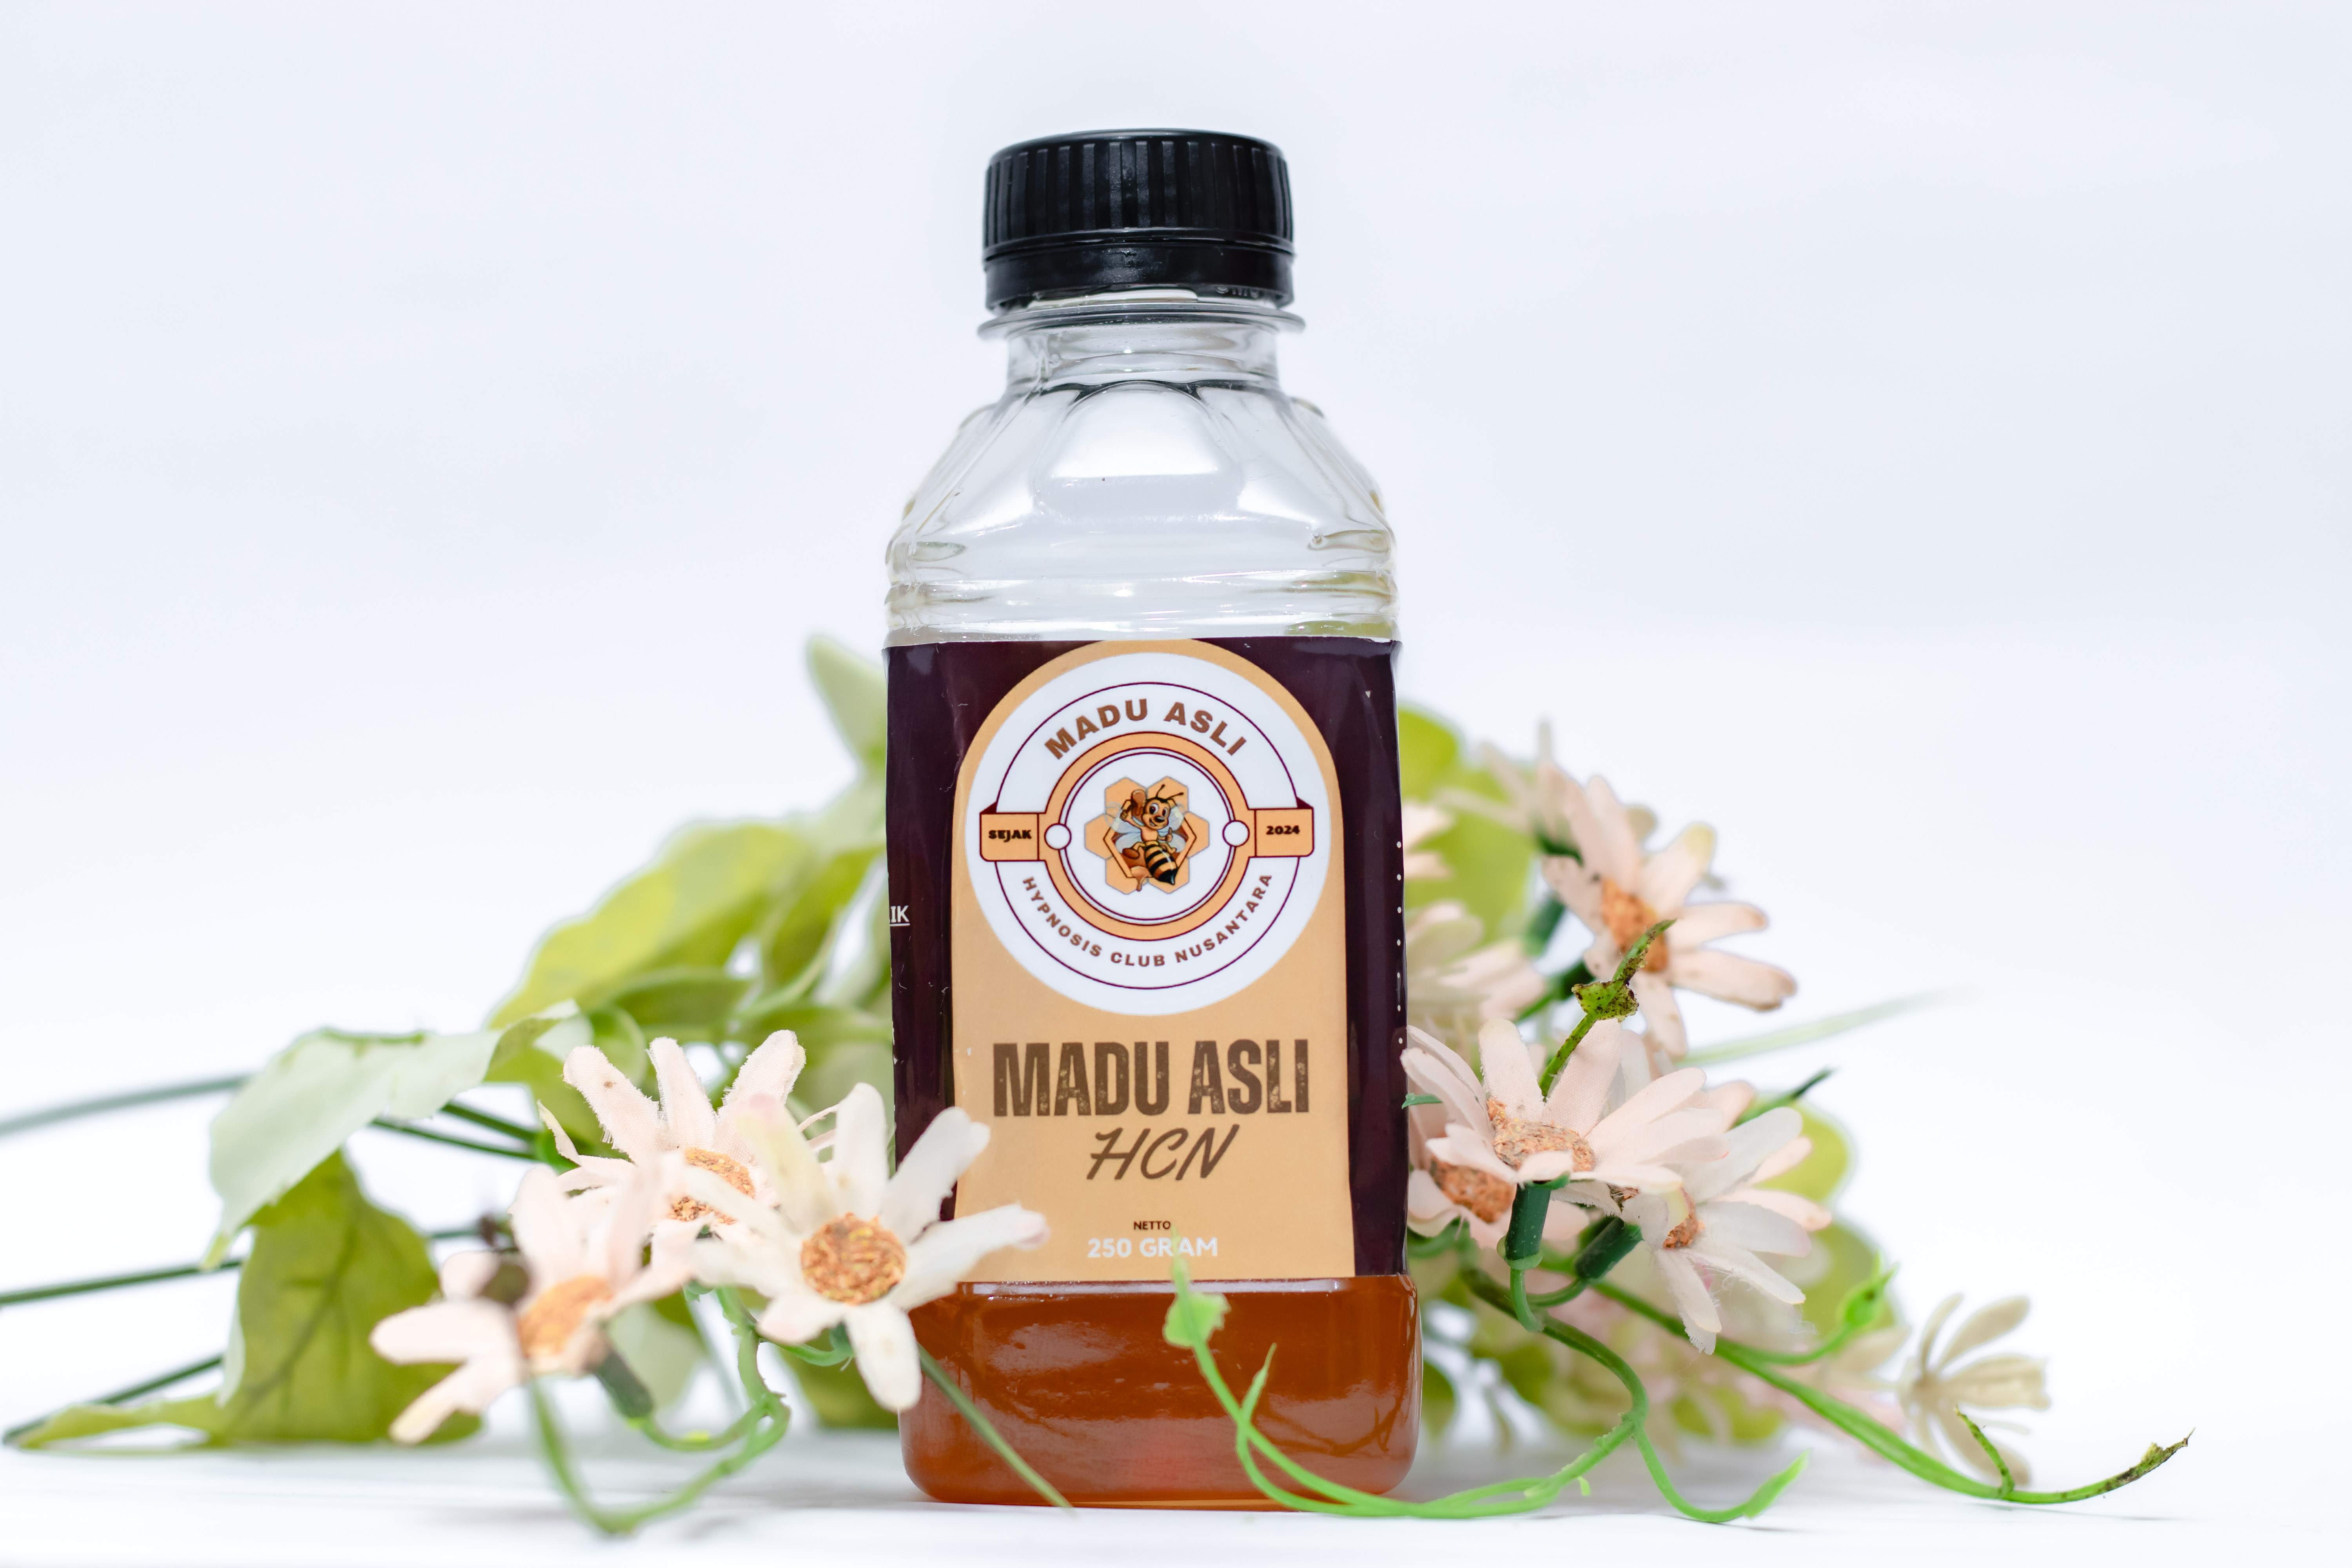 MADU ASLI
SEJAK
2024
HYPNOSIS CLUB NUSANTARA
MADU ASLI
HCN
NETTO
250 GRAM